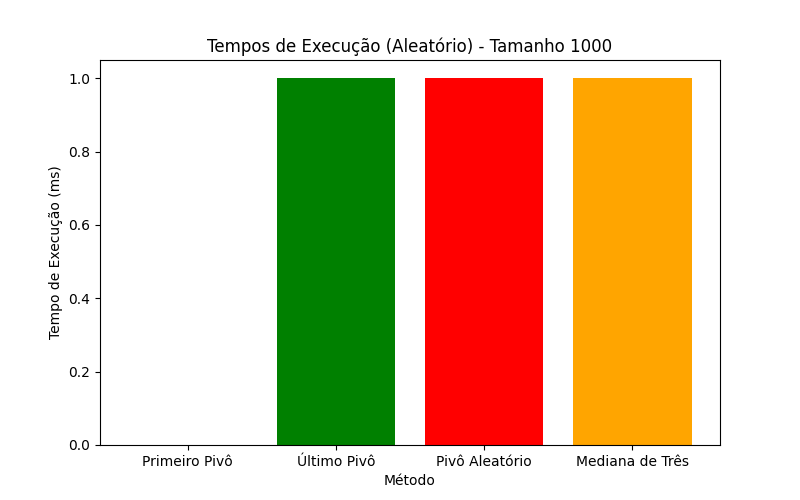 Tempos de Execução (Aleatório) - Tamanho 1000
1.0
0.8
0.6
0.4
0.2
0.0
Tempo de Execução (ms)
Primeiro Pivô Último Pivô Pivô Aleatório Mediana de Três
Método